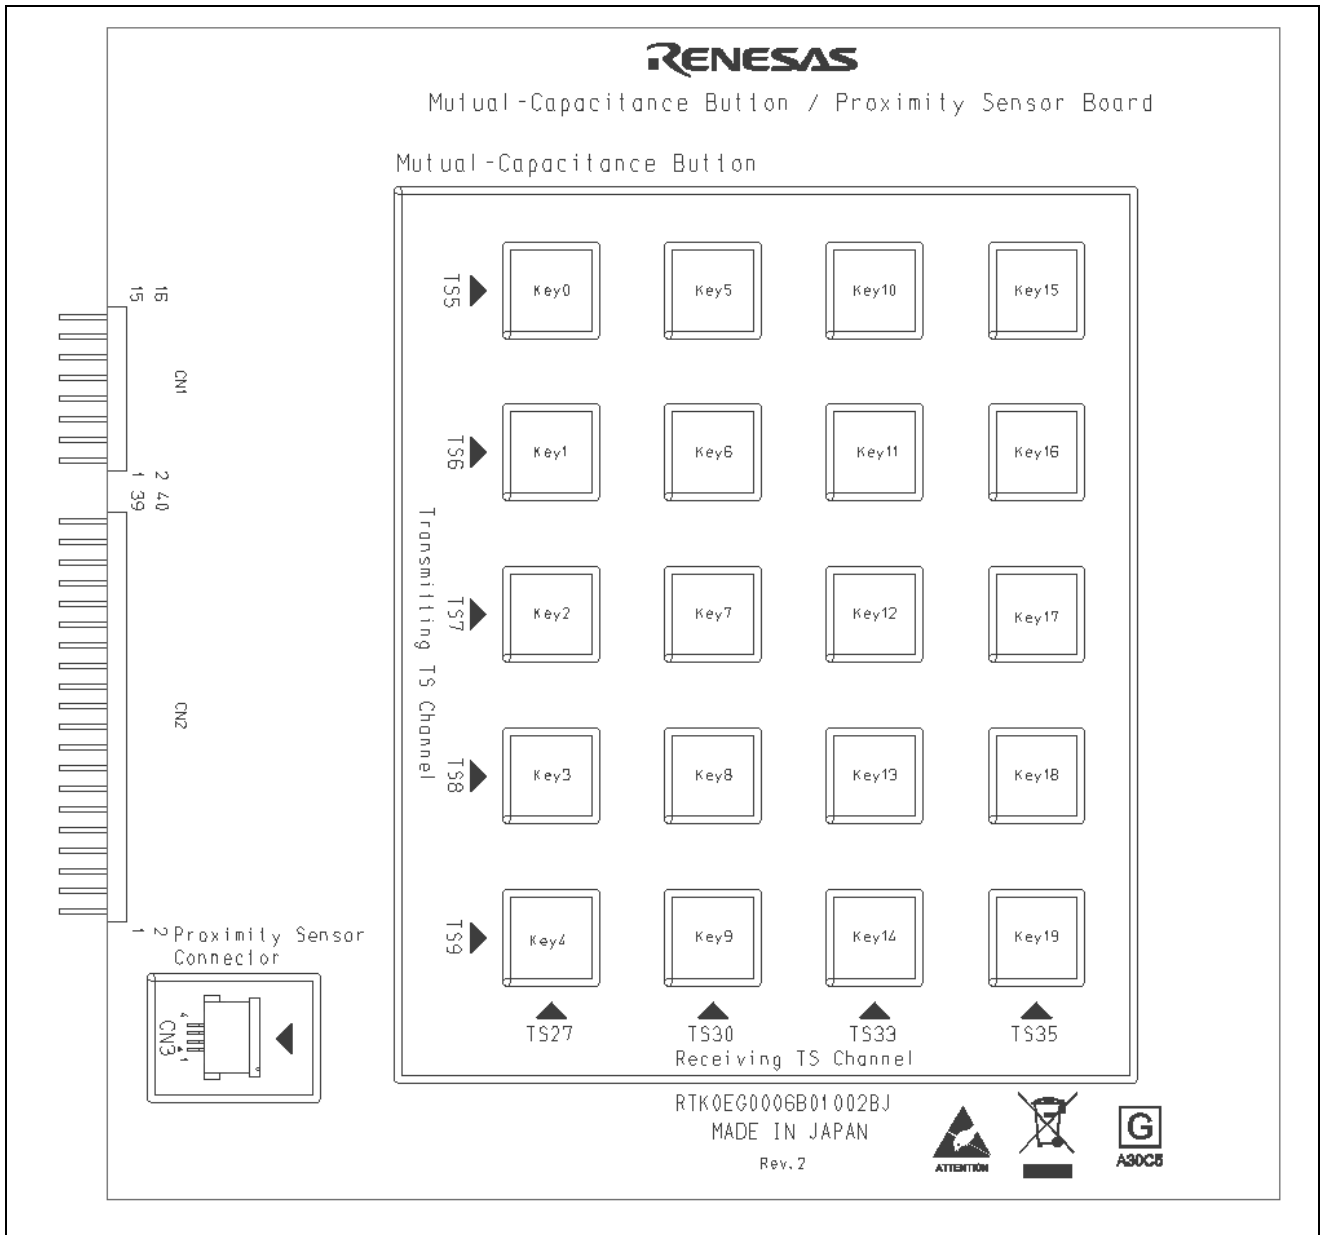 RENESAS
Mutual-Capacitance Button / Proximity Sensor Board
Mutual-Capacitance Button
TS5 Key0 Key5 Key10 Key15
15 16
CN1
TS6 Key1 Key6 Key11 Key16
1 2
39 40
Transmitting TS Channel
TS7 Key2 Key7 Key12 Key17
CN2
TS8 Key3 Key8 Key13 Key18
TS9 Key4 Key9 Key14 Key19
1 2
Proximity Sensor
Connector
4
CN3
1
TS27 TS30 TS33 TS35
Receiving TS Channel
RTK0EG0006B01002BJ
MADE IN JAPAN
Rev.2
ATTENTION
G
A30C5